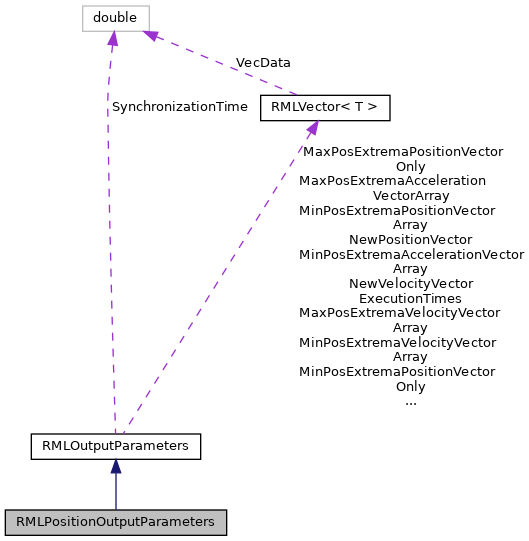 double
VecData
RMLVector< T >
SynchronizationTime
MaxPosExtremaPositionVector
Only
MaxPosExtremaAcceleration
VectorArray
MinPosExtremaPositionVector
Array
NewPositionVector
MinPosExtremaAccelerationVector
Array
NewVelocityVector
ExecutionTimes
MaxPosExtremaVelocityVector
Array
MinPosExtremaVelocityVector
Array
MinPosExtremaPositionVector
Only
...
RMLOutputParameters
RMLPositionOutputParameters